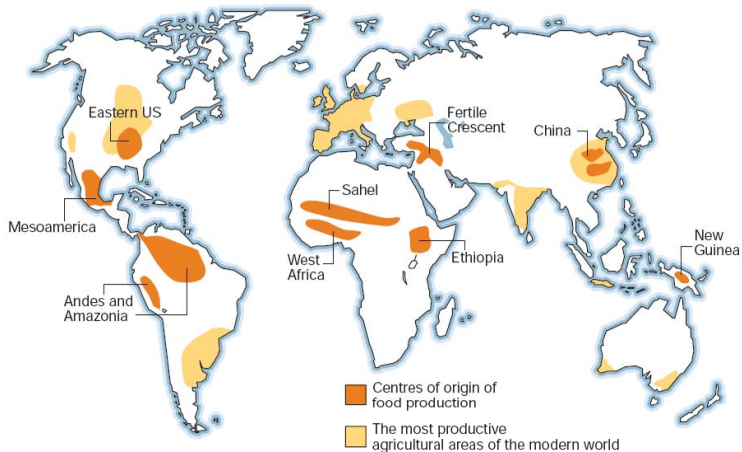 Eastern US
Fertile
Crescent
China
Mesoamerica
Sahel
West
Africa
Ethiopia
New
Guinea
Andes and
Amazonia
Centres of origin of
food production
The most productive
agricultural areas of the modern world